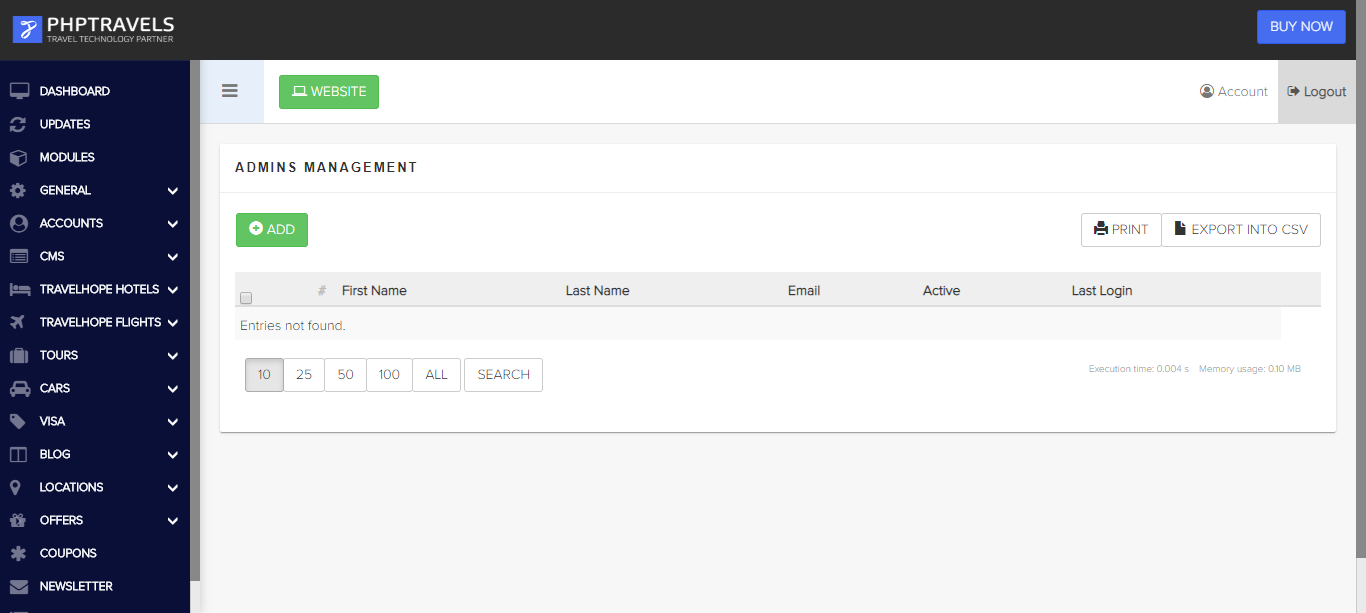 PHPTRAVELS
TRAVEL TECHNOLOGY PARTNER
BUY NOW
DASHBOARD
UPDATES
MODULES
GENERAL
ACCOUNTS
CMS
TRAVELHOPE HOTELS
TRAVELHOPE FLIGHTS
TOURS
CARS
VISA
BLOG
LOCATIONS
OFFERS
COUPONS
NEWSLETTER
WEBSITE
Account
Logout
ADMINS MANAGEMENT
ADD
PRINT
EXPORT INTO CSV
# First Name Last Name Email Active Last Login
Entries not found.
10 25 50 100 ALL SEARCH
Execution time: 0.004 s Memory usage: 0.10 MB